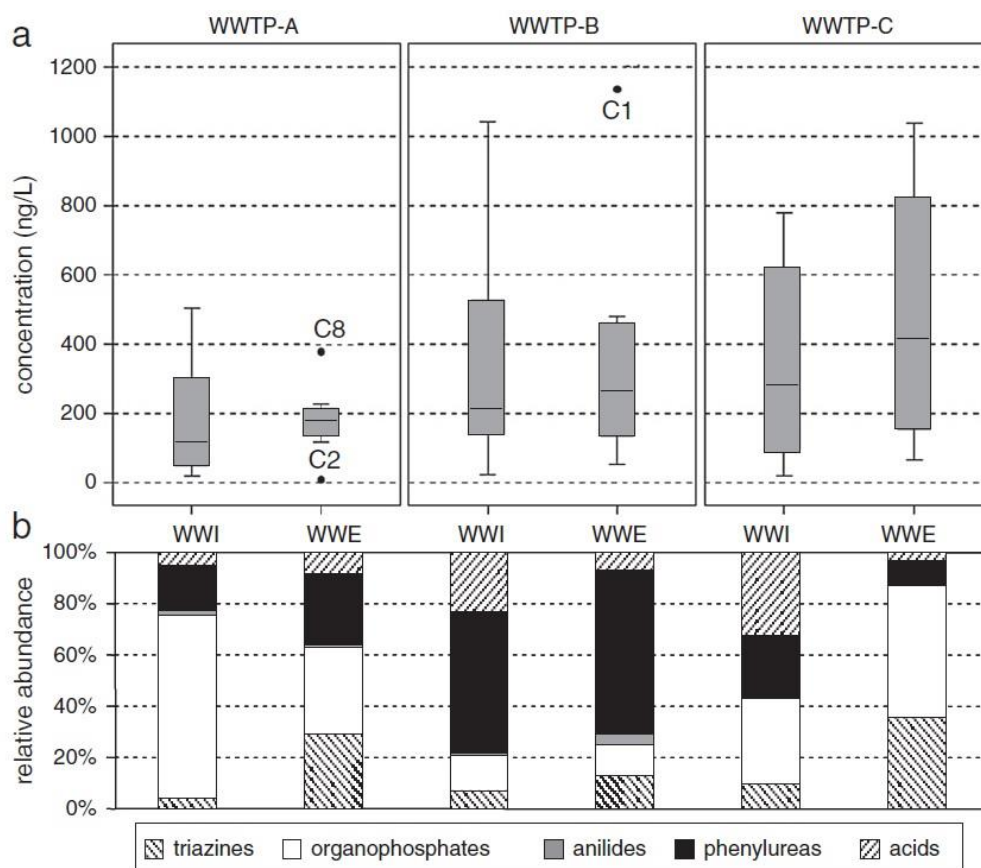 a
WWTP-A WWTP-B WWTP-C
concentration (ng/L)
1200
1000
800
600
400
200
0
C8
C2
C1
b
WWI WWE WWI WWE WWI WWE
relative abundance
100%
80%
60%
40%
20%
0%
triazines organophosphates anilides phenylureas acids